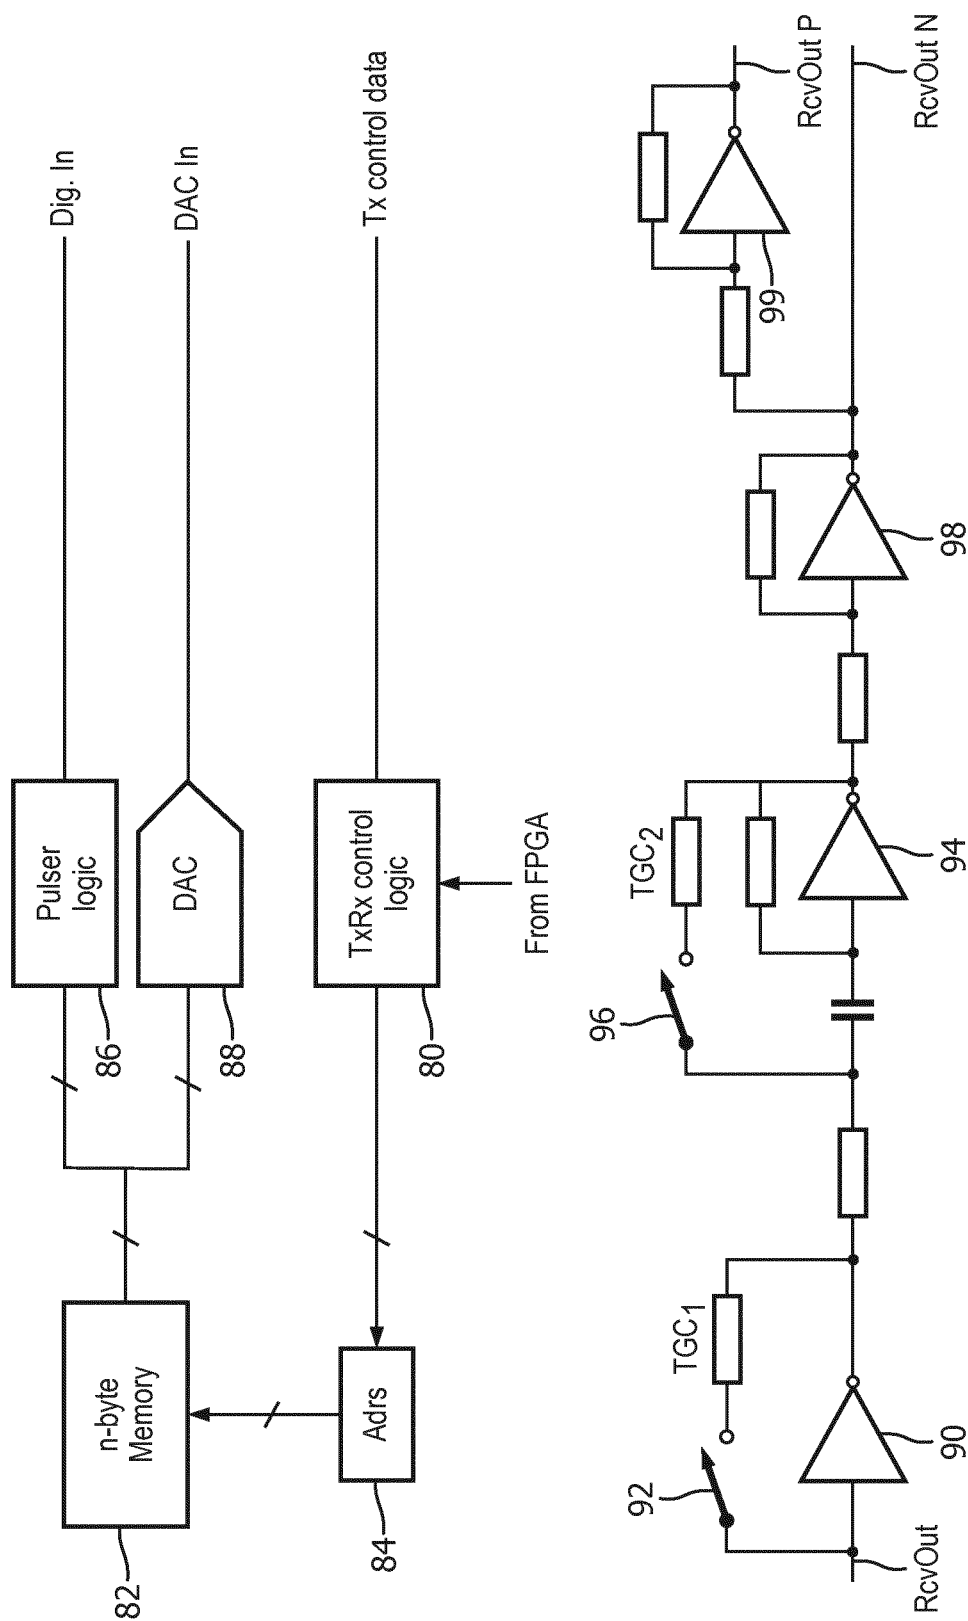 Dig. In
DAC In
Tx control data
Pulser
logic
86
DAC
88
TxRx control
logic
80
From FPGA
n-byte
Memory
82
Adrs
84
RcvOut
90
92
TGC1
96
TGC2
94
98
99
RcvOut P
RcvOut N